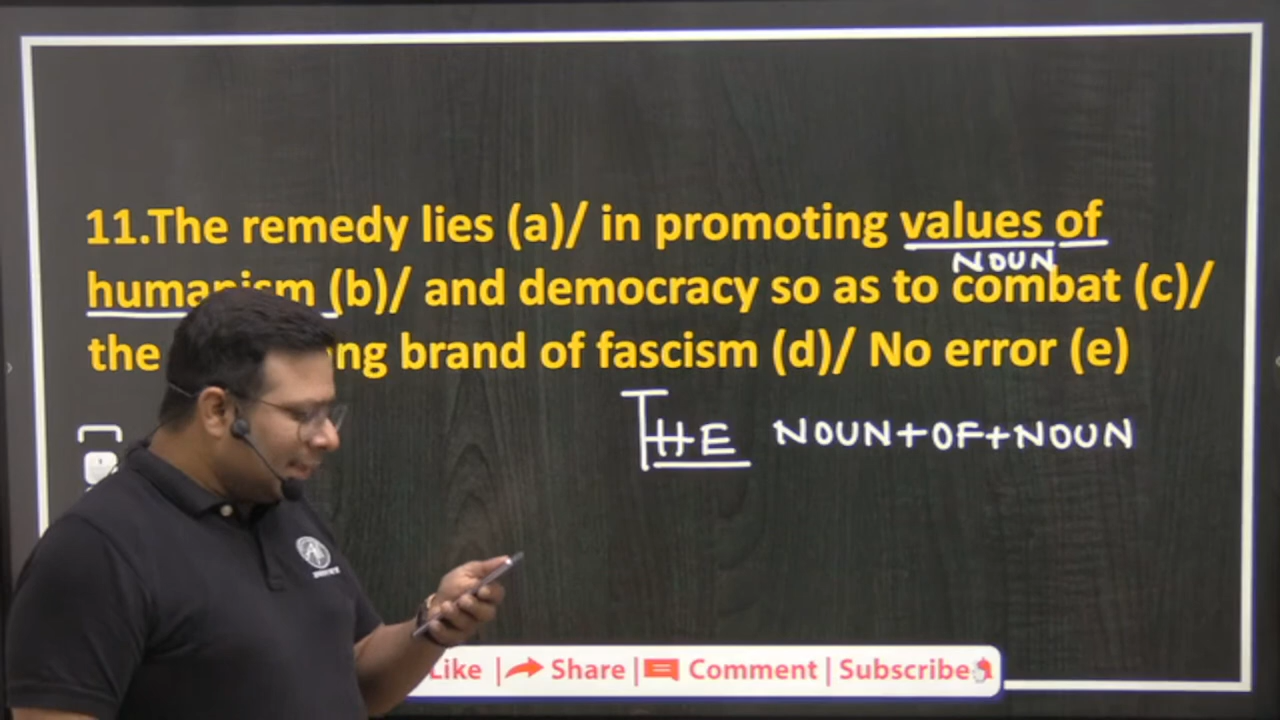 11.The remedy lies (a)/ in promoting values of
NOUN
humanism (b)/ and democracy so as to combat (c)/
the ng brand of fascism (d)/ No error (e)
THE NOUN+OF+NOUN
Like | Share | Comment | Subscribe